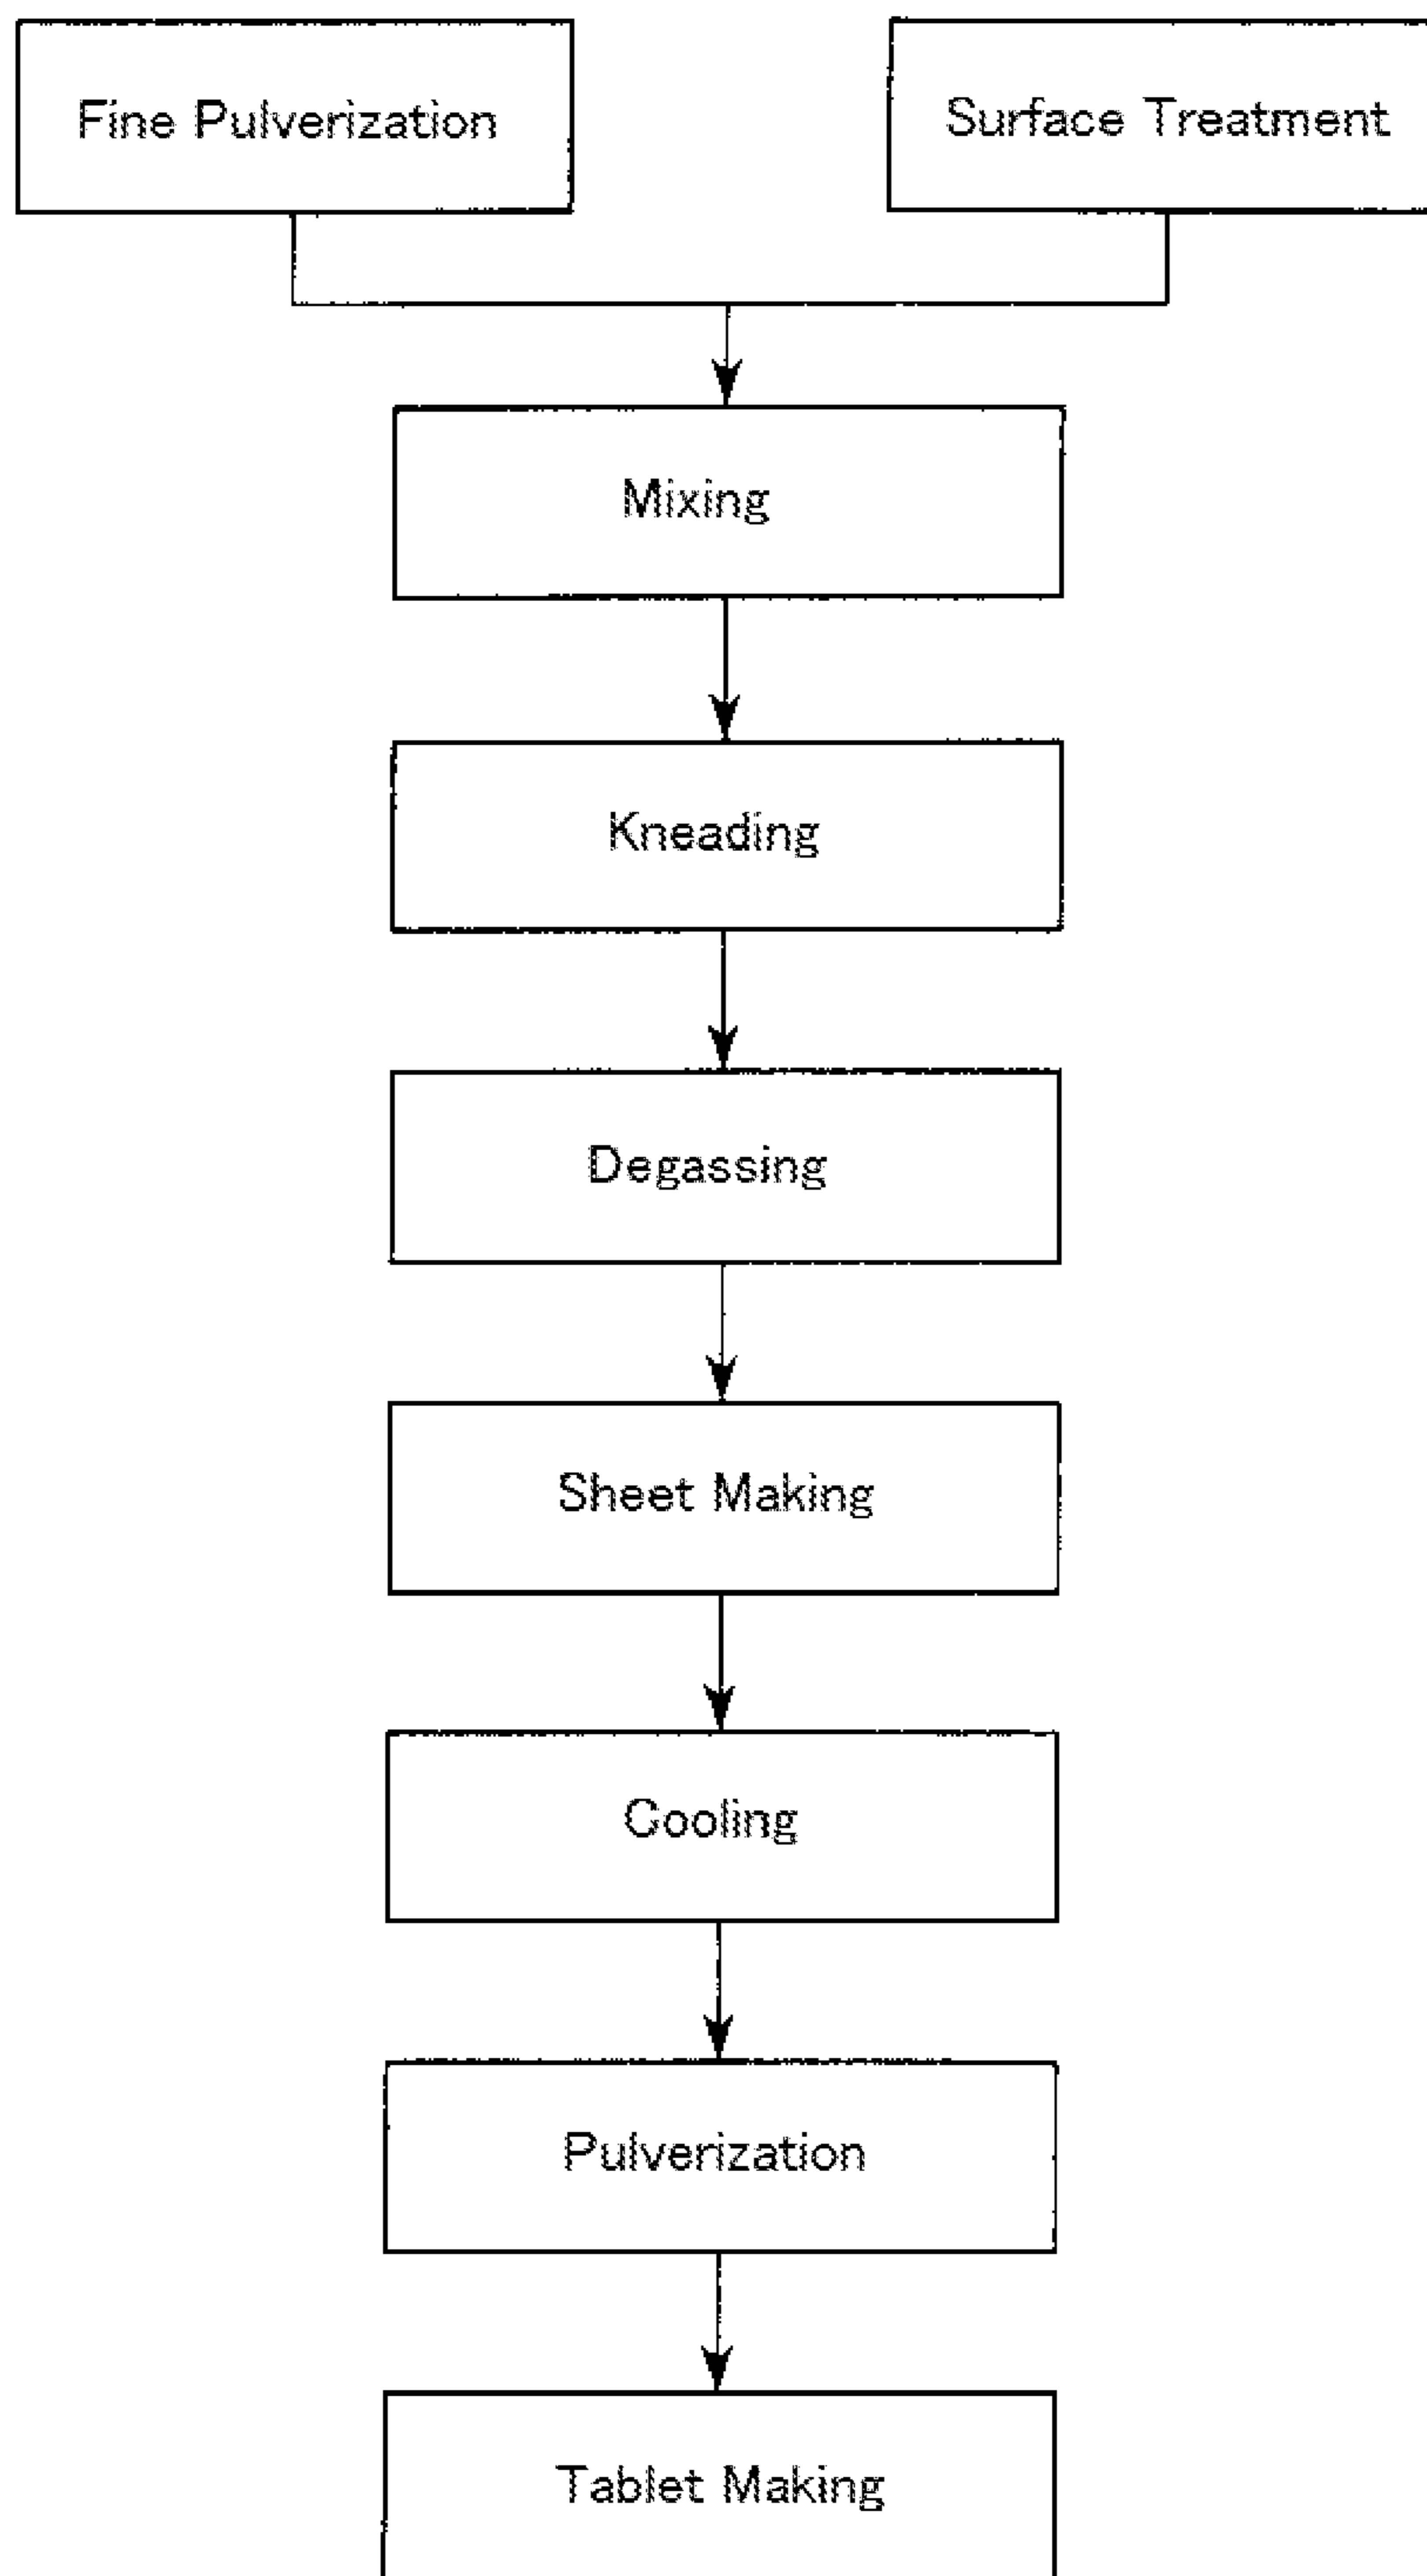 Fine Pulverization
Surface Treatment
Mixing
Kneading
Degassing
Sheet Making
Cooling
Pulverization
Tablet Making